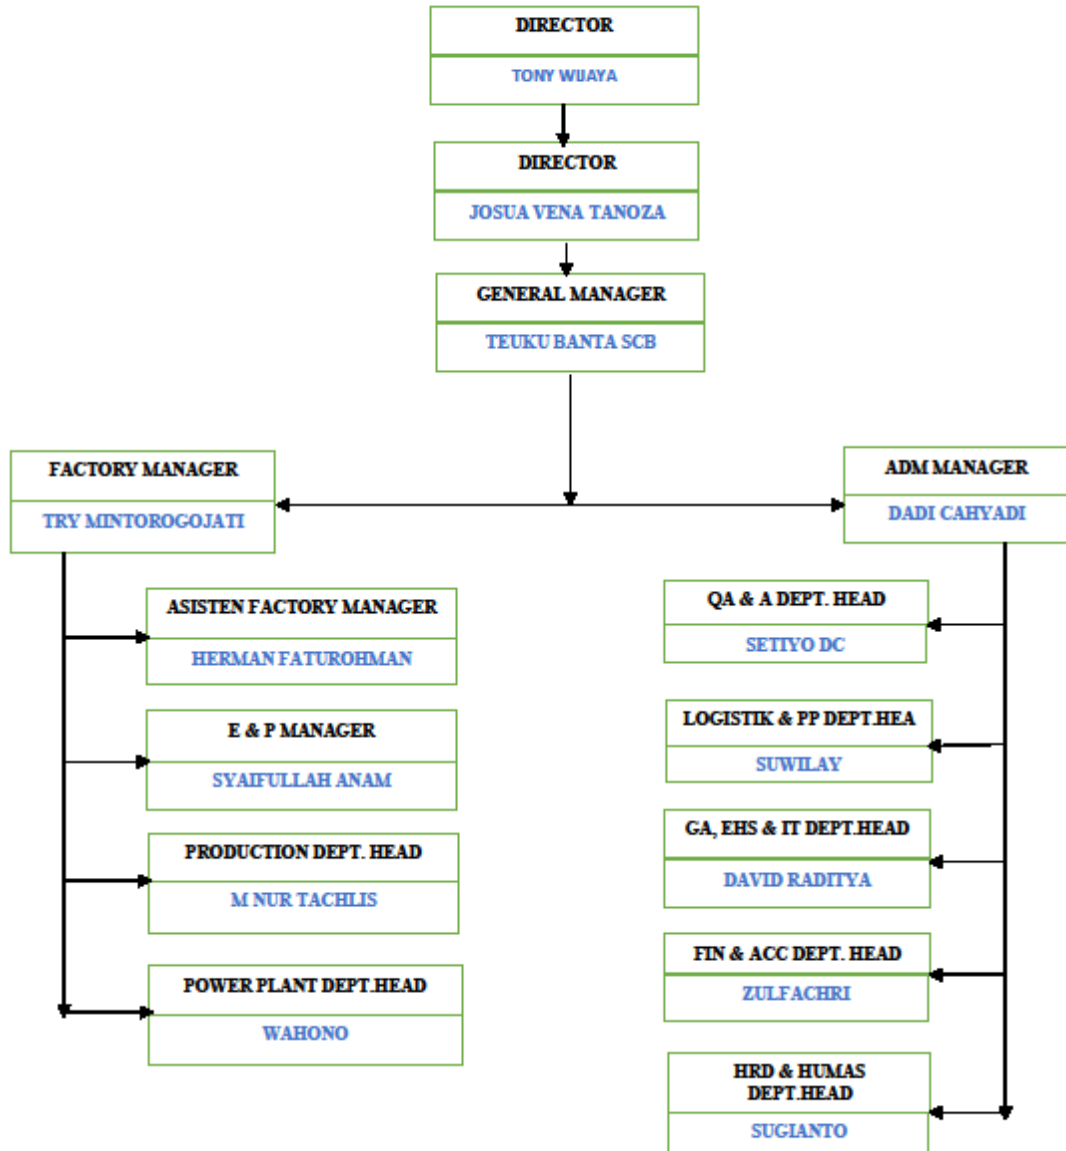 DIRECTOR
TONY WIJAYA
DIRECTOR
JOSUA VENA TANOZA
GENERAL MANAGER
TEUKU BANTA SCB
FACTORY MANAGER
TRY MINTOROGOJATI
ADM MANAGER
DADI CAHYADI
ASISTEN FACTORY MANAGER
HERMAN FATUROHMAN
E & P MANAGER
SYAIFULLAH ANAM
PRODUCTION DEPT. HEAD
M NUR TACHLIS
POWER PLANT DEPT.HEAD
WAHONO
QA & A DEPT. HEAD
SETIYO DC
LOGISTIK & PP DEPT.HEA
SUWILAY
GA, EHS & IT DEPT.HEAD
DAVID RADITYA
FIN & ACC DEPT. HEAD
ZULFACHRI
HRD & HUMAS
DEPT.HEAD
SUGIANTO